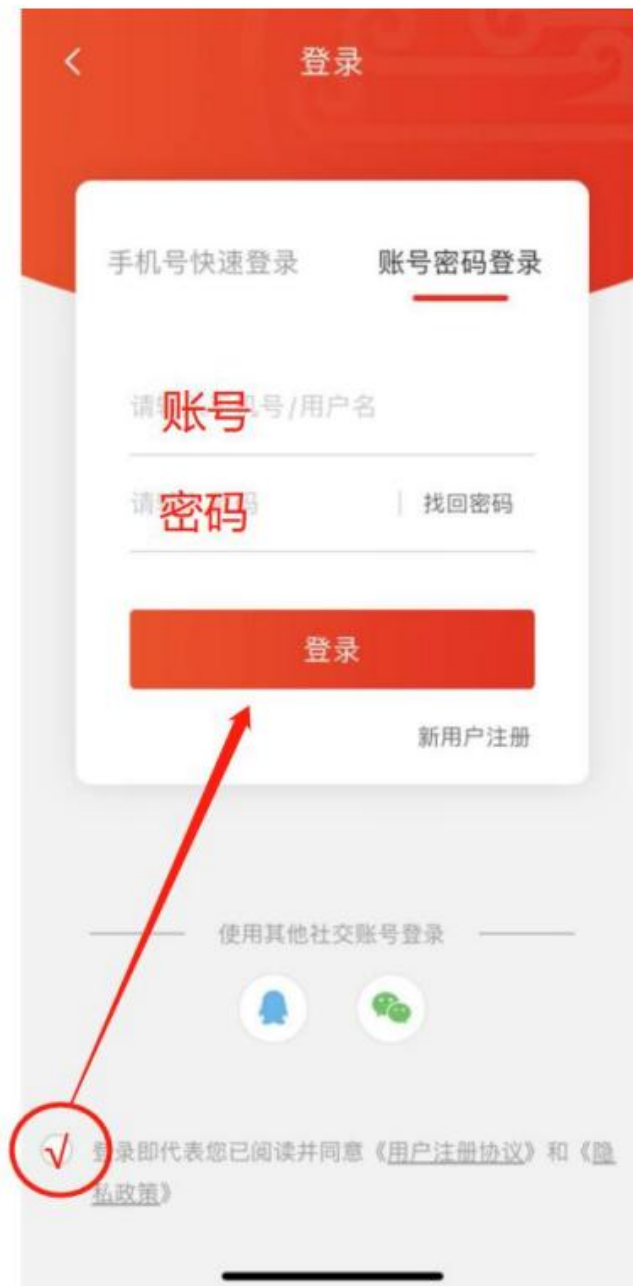 登录
手机号快速登录 账号密码登录
请 账号 号/用户名
请 密码 找回密码
登录
新用户注册
使用其他社交账号登录
√ 登录即代表您已阅读并同意《用户注册协议》和《隐
私政策》